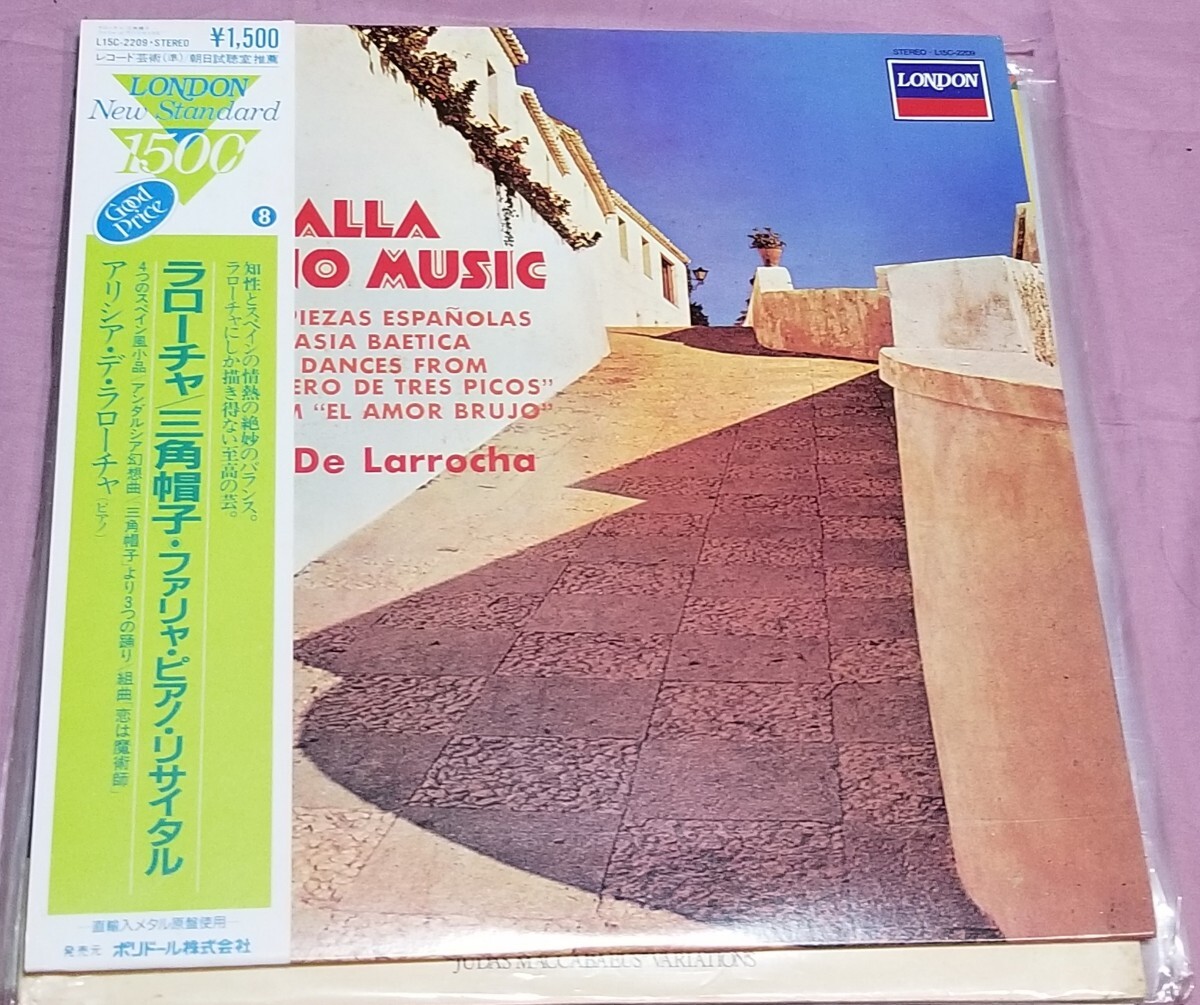 L15C-2209・STEREO ¥1,500
レコード芸術(準)/朝日試聴室推薦
LONDON
New Standard
1500
Good
Price
8
知性とスペインの情熱の絶妙のバランス。
ラローチャにしか描き得ない至高の芸。
ラローチャ/三角帽子・ファリャ・ピアノ・リサイタル
4つのスペイン風小品/アンダルシア幻想曲/「三角帽子」より3つの踊り/組曲「恋は魔術師」
アリシア・デ・ラローチャ(ピアノ)
直輸入メタル原盤使用
発売元 ポリドール株式会社
STEREO・L15C-2209
LONDON
ALLA
NO MUSIC
PIEZAS ESPAÑOLAS
ASIA BAETICA
DANCES FROM
ERO DE TRES PICOS"
M "EL AMOR BRUJO"
De Larrocha
JUDAS MACCABAEUS' VARIATIONS